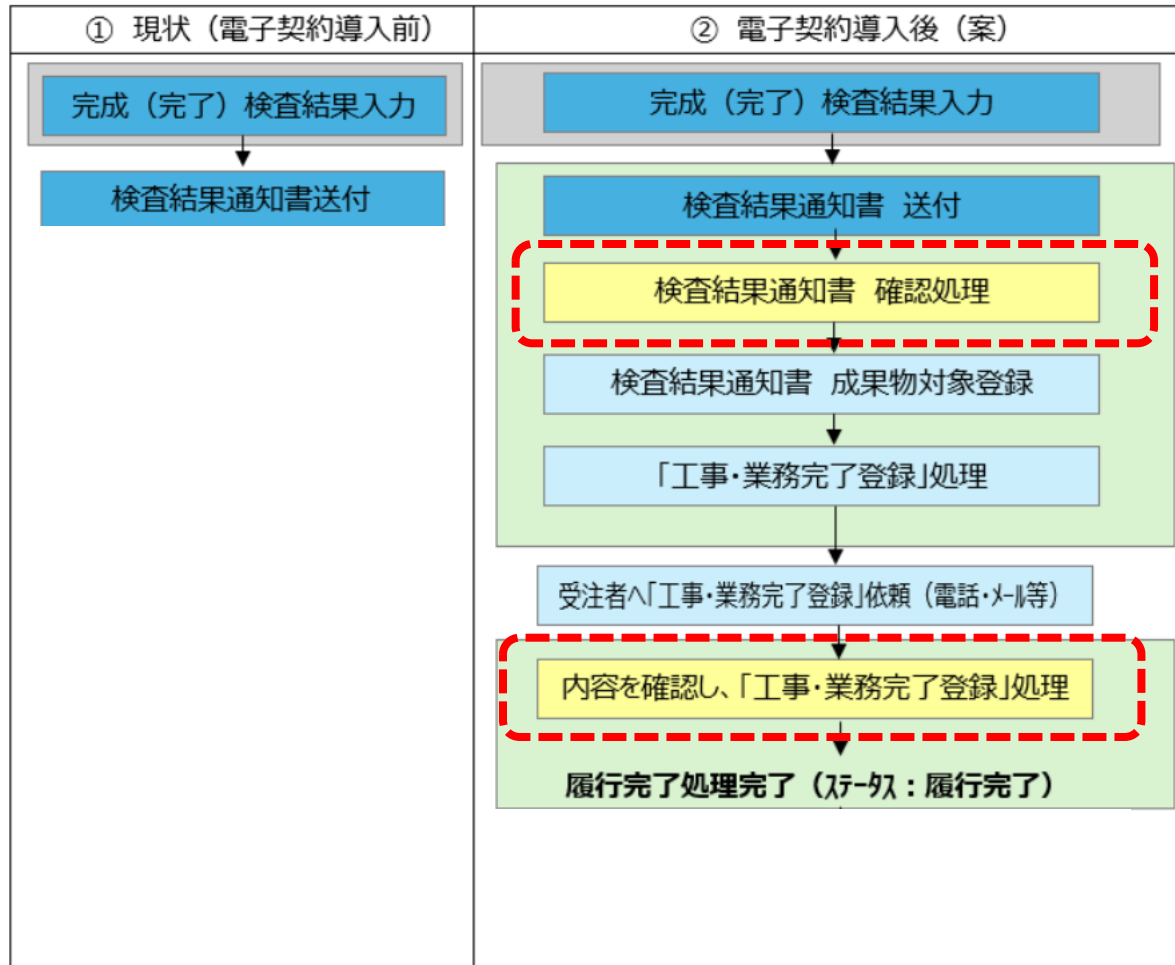 ① 現状（電子契約導入前）
② 電子契約導入後（案）
完成（完了）検査結果入力
検査結果通知書送付
完成（完了）検査結果入力
検査結果通知書 送付
検査結果通知書 確認処理
検査結果通知書 成果物対象登録
「工事・業務完了登録」処理
受注者へ「工事・業務完了登録」依頼（電話・ﾒｰﾙ等）
内容を確認し、「工事・業務完了登録」処理
履行完了処理完了（ｽﾃｰﾀｽ：履行完了）